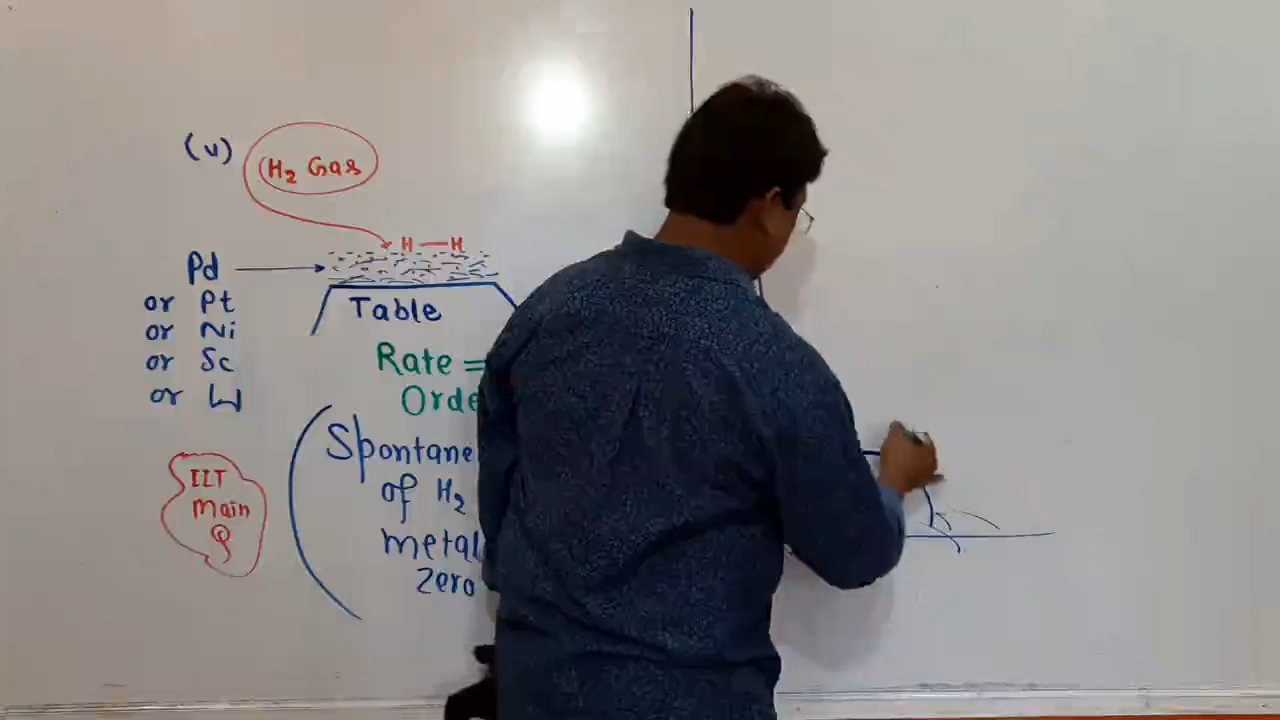 (v)
H2 Gas
H — H
Pd
or Pt
or Ni
or Sc
or W
Table
Rate =
Spontane
of H2
metal
zero
IIT
Main
Q